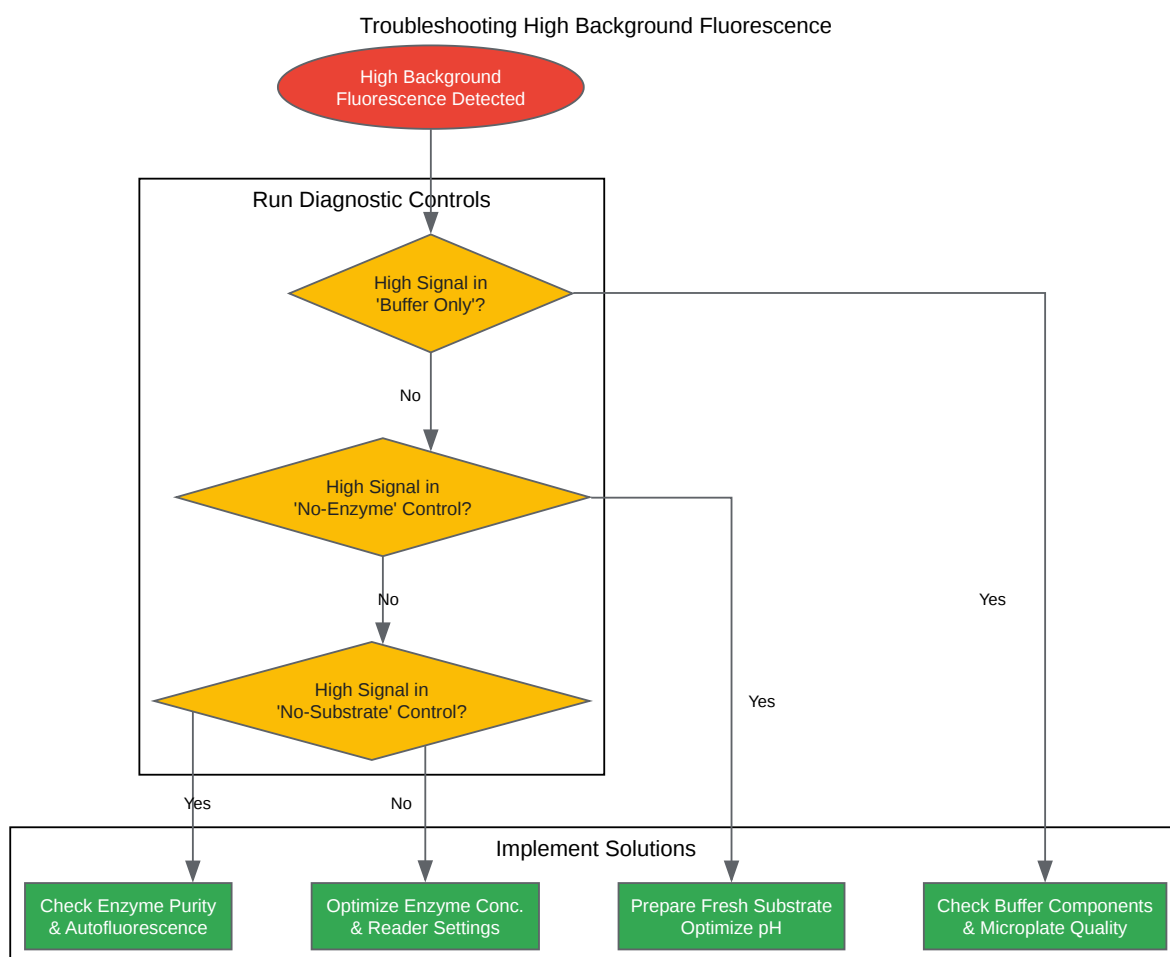 Troubleshooting High Background Fluorescence
High Background
Fluorescence Detected
Run Diagnostic Controls
High Signal in
'Buffer Only'?
No
High Signal in
'No-Enzyme' Control?
No
Yes
High Signal in
'No-Substrate' Control?
Yes
Yes
No
Implement Solutions
Check Enzyme Purity
& Autofluorescence
Optimize Enzyme Conc.
& Reader Settings
Prepare Fresh Substrate
Optimize pH
Check Buffer Components
& Microplate Quality